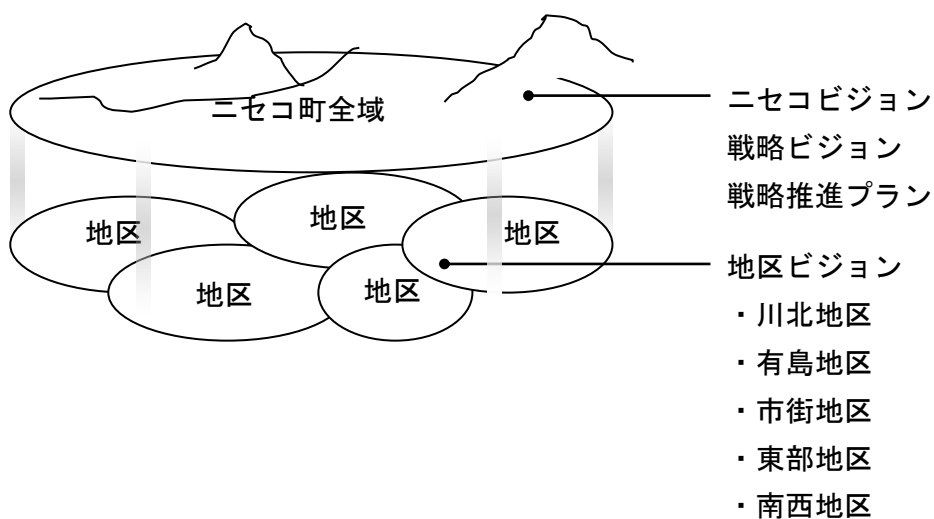 ニセコ町全域
ニセコビジョン
戦略ビジョン
戦略推進プラン
地区
地区
地区
地区
地区
地区ビジョン
・川北地区
・有島地区
・市街地区
・東部地区
・南西地区